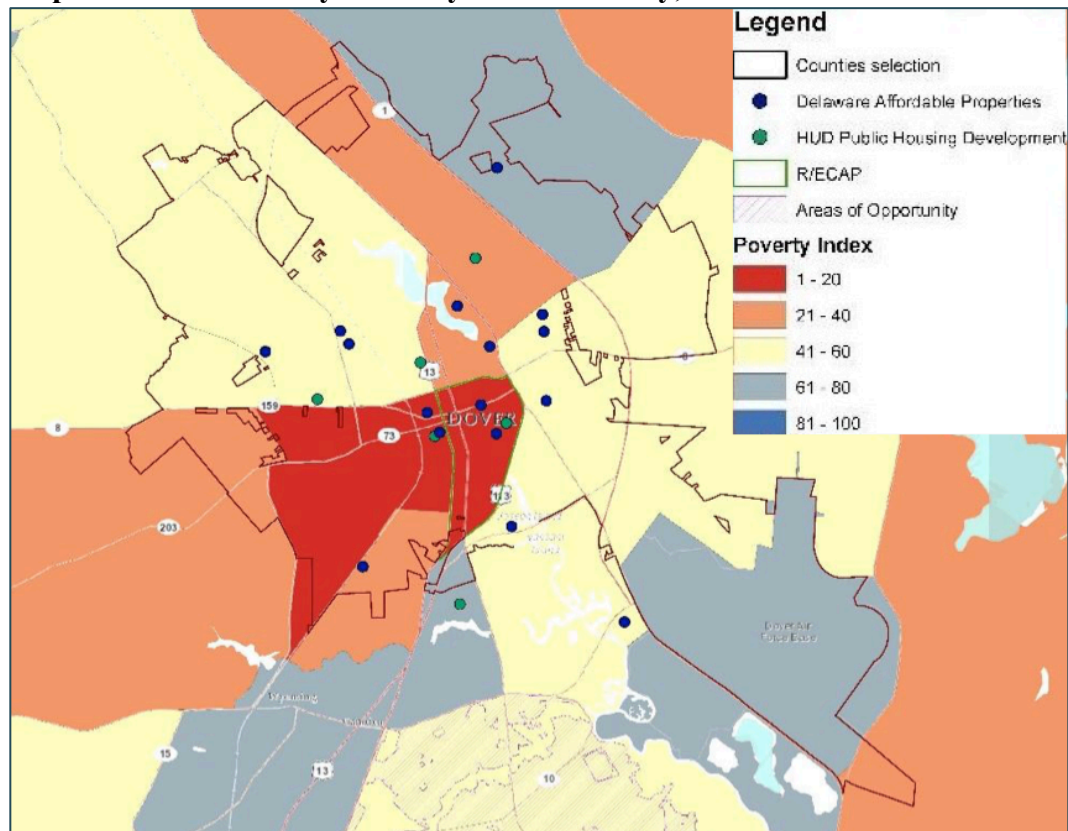 Legend
Counties selection
Delaware Affordable Properties
HUD Public Housing Development
R/ECAP
Areas of Opportunity
Poverty Index
1 - 20
21 - 40
41 - 60
61 - 80
81 - 100
1
13
159
8
73
DOVER
203
Dover Air
Force Base
Wyoming
15
13
10